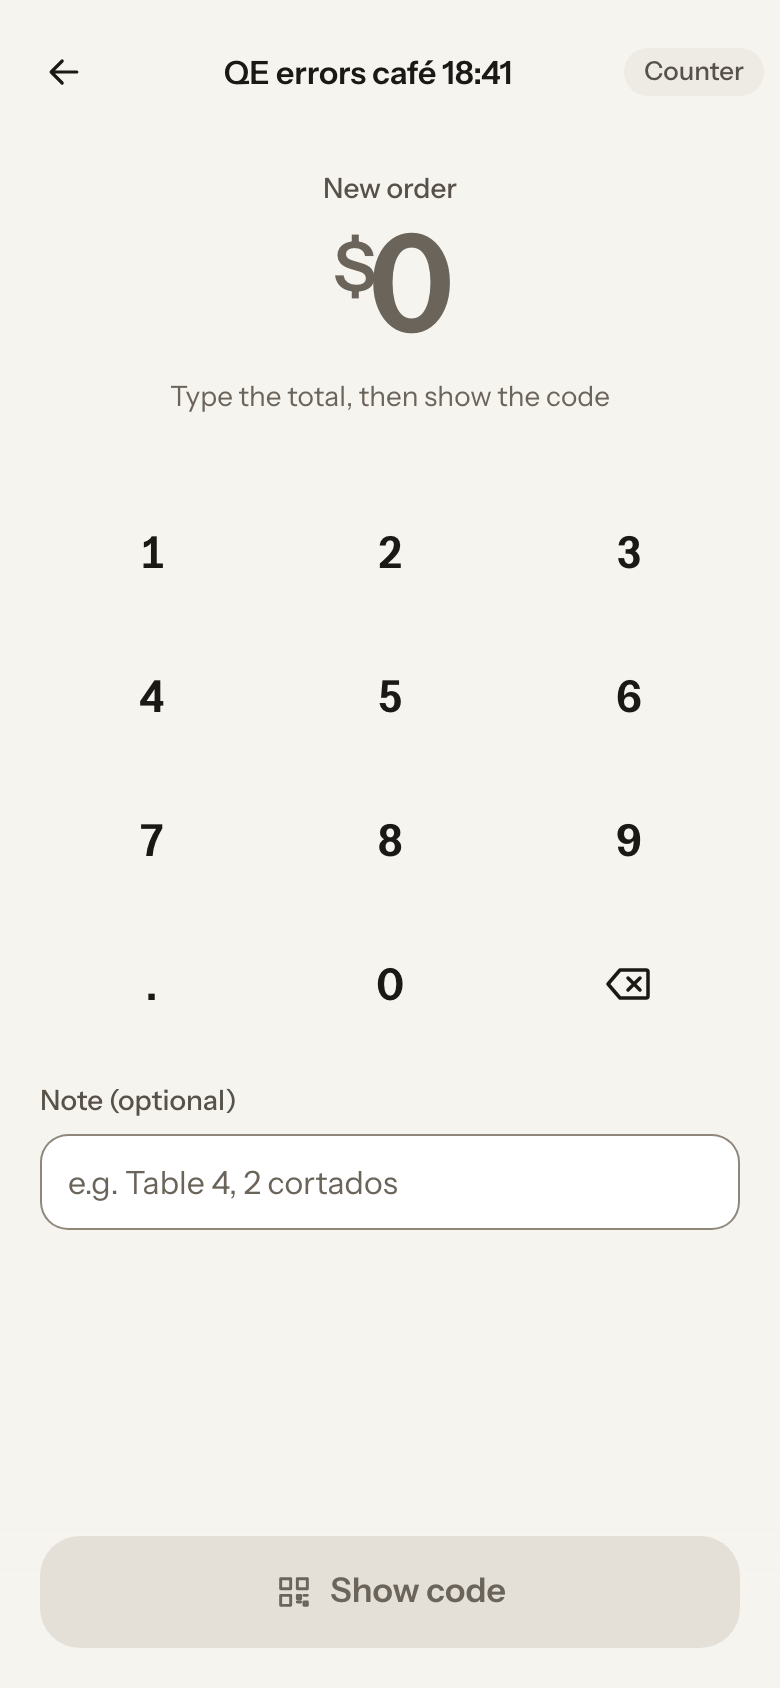 QE errors café 18:41
Counter
New order
$0
Type the total, then show the code
1 2 3
4 5 6
7 8 9
. 0
Note (optional)
e.g. Table 4, 2 cortados
Show code